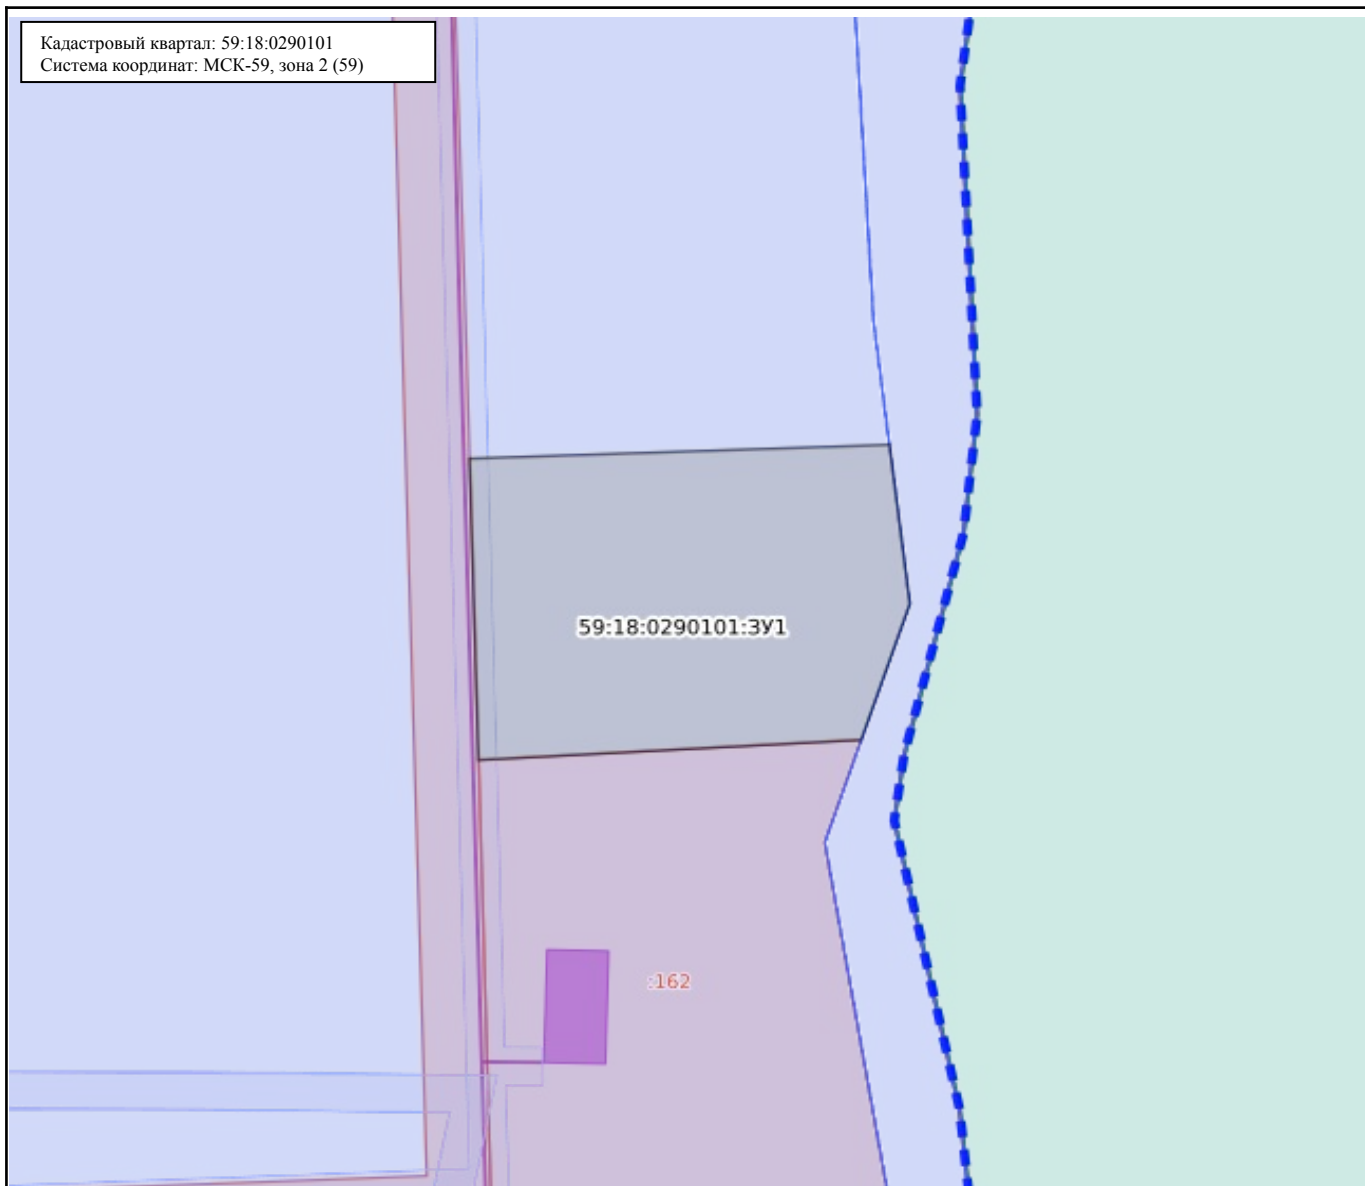 Кадастровый квартал: 59:18:0290101
Система координат: МСК-59, зона 2 (59)
59:18:0290101:ЗУ1
:162